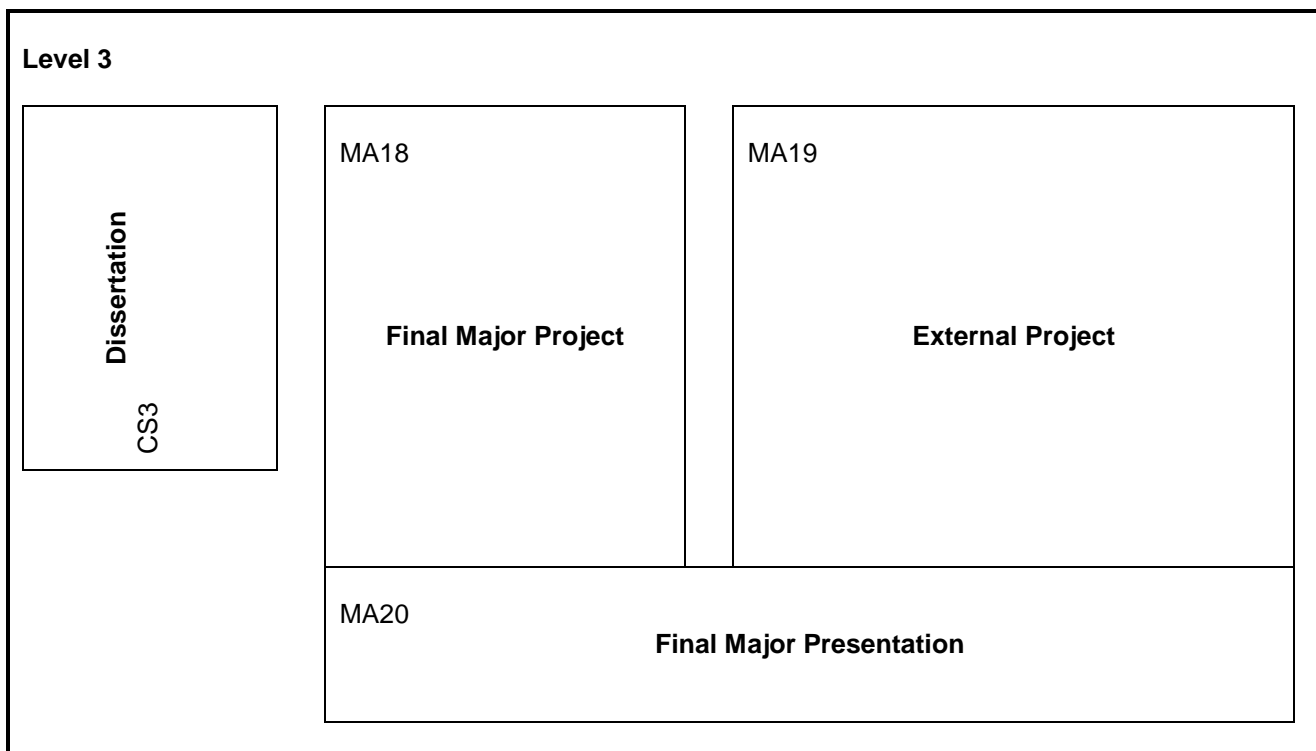 Level 3
Dissertation
CS3
MA18
Final Major Project
MA19
External Project
MA20
Final Major Presentation